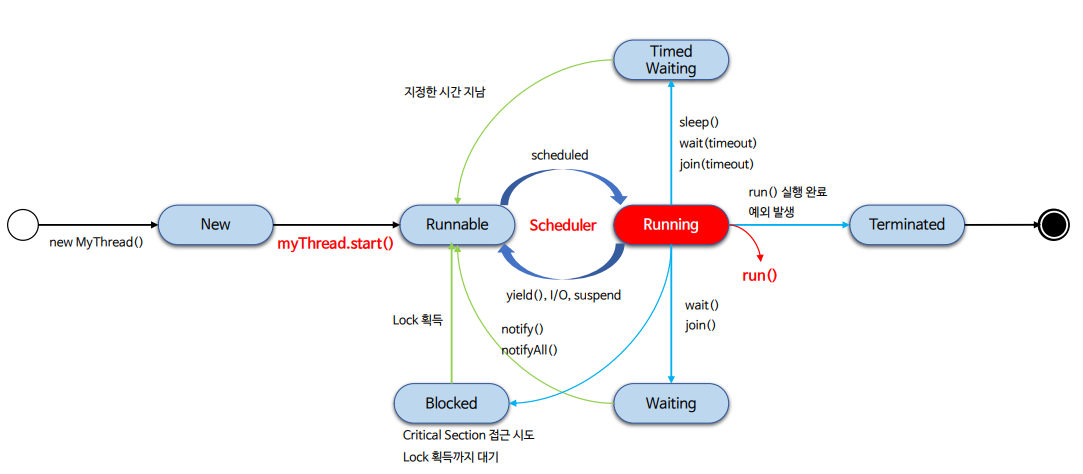 Timed
Waiting
지정한 시간 지남
sleep()
wait(timeout)
join(timeout)
scheduled
run() 실행 완료
예외 발생
New
Runnable
Scheduler
Running
Terminated
new MyThread()
myThread.start()
run()
yield(), I/O, suspend
wait()
join()
Lock 획득
notify()
notifyAll()
Blocked
Waiting
Critical Section 접근 시도
Lock 획득까지 대기